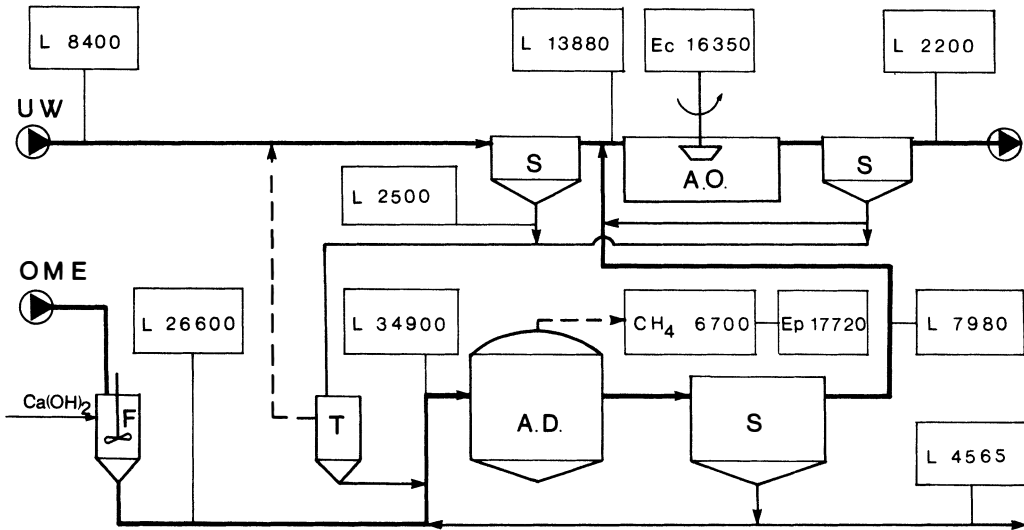 L 8400
L 13880
Ec 16350
L 2200
UW
S
A.O.
S
L 2500
OME
L 26600
L 34900
CH₄ 6700
Ep 17720
L 7980
Ca(OH)₂
F
T
A.D.
S
L 4565